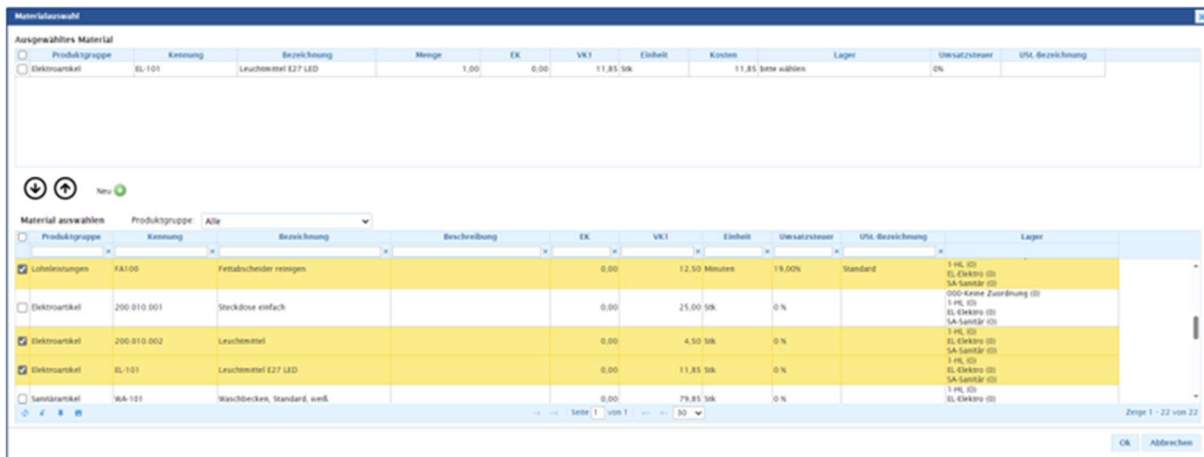 Materialauswahl
Ausgewähltes Material
Produktgruppe Kennung Bezeichnung Menge EK VK1 Einheit Kosten Lager Umsatzsteuer USt.-Bezeichnung
Elektroartikel EL-101 Leuchtmittel E27 LED 1,00 0,00 11,85 Stk 11,85 bitte wählen 0%
Neu
Material auswählen Produktgruppe: Alle
Produktgruppe Kennung Bezeichnung Beschreibung EK VK1 Einheit Umsatzsteuer USt.-Bezeichnung Lager
x x x x x x x x x
Lohnleistungen FA100 Fettabscheider reinigen 0,00 12,50 Minuten 19,00% Standard
1-HL (0)
EL-Elektro (0)
SA-Sanitär (0)
Elektroartikel 200.010.001 Steckdose einfach 0,00 25,00 Stk 0 %
000-Keine Zuordnung (0)
1-HL (0)
EL-Elektro (0)
SA-Sanitär (0)
Elektroartikel 200.010.002 Leuchtmittel 0,00 4,50 Stk 0 %
1-HL (0)
EL-Elektro (0)
SA-Sanitär (0)
Elektroartikel EL-101 Leuchtmittel E27 LED 0,00 11,85 Stk 0 %
1-HL (0)
EL-Elektro (0)
SA-Sanitär (0)
Sanitärartikel WA-101 Waschbecken, Standard, weiß 0,00 79,85 Stk 0 %
1-HL (0)
EL-Elektro (0)
Seite 1 von 1 30 Zeige 1 - 22 von 22
Ok Abbrechen